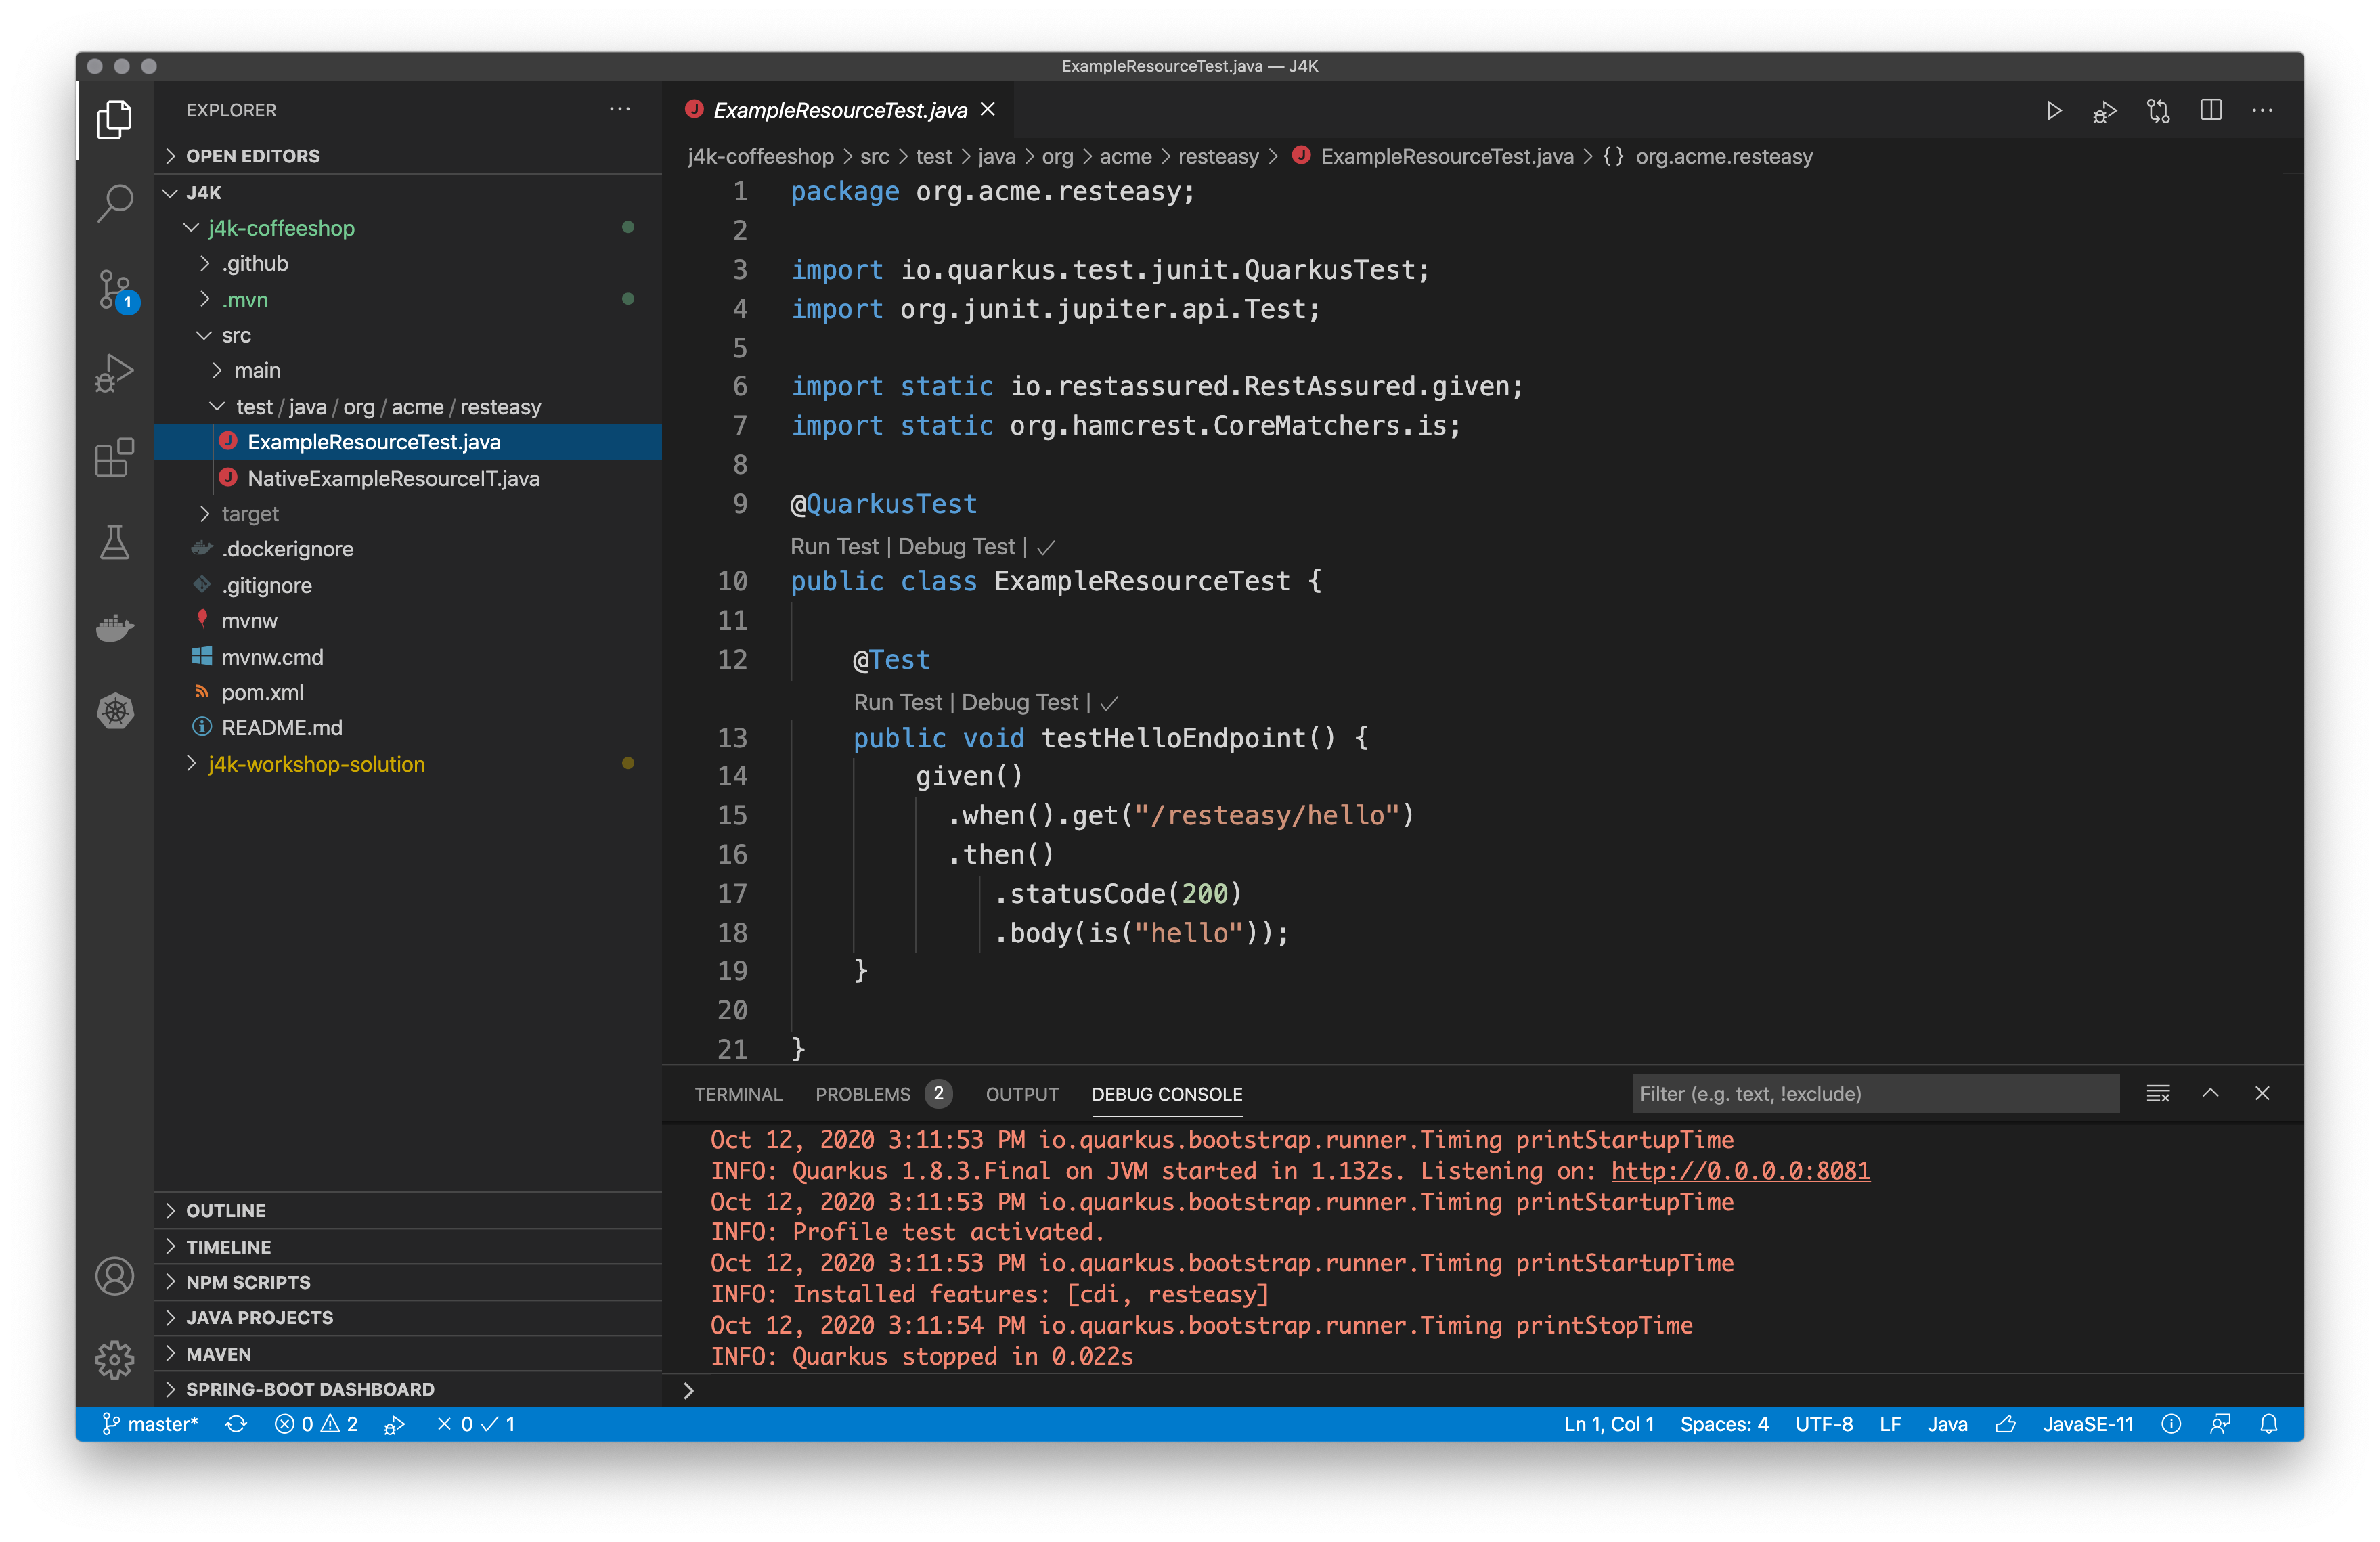 ExampleResourceTest.java — J4K
EXPLORER
OPEN EDITORS
J4K
j4k-coffeeshop
.github
.mvn
src
main
test / java / org / acme / resteasy
ExampleResourceTest.java
NativeExampleResourceIT.java
target
.dockerignore
.gitignore
mvnw
mvnw.cmd
pom.xml
README.md
j4k-workshop-solution
OUTLINE
TIMELINE
NPM SCRIPTS
JAVA PROJECTS
MAVEN
SPRING-BOOT DASHBOARD
1
J ExampleResourceTest.java
j4k-coffeeshop > src > test > java > org > acme > resteasy > J ExampleResourceTest.java > {} org.acme.resteasy
1 package org.acme.resteasy;
2
3 import io.quarkus.test.junit.QuarkusTest;
4 import org.junit.jupiter.api.Test;
5
6 import static io.restassured.RestAssured.given;
7 import static org.hamcrest.CoreMatchers.is;
8
9 @QuarkusTest
Run Test | Debug Test | ✓
10 public class ExampleResourceTest {
11
12 @Test
Run Test | Debug Test | ✓
13 public void testHelloEndpoint() {
14 given()
15 .when().get("/resteasy/hello")
16 .then()
17 .statusCode(200)
18 .body(is("hello"));
19 }
20
21 }
TERMINAL PROBLEMS 2 OUTPUT DEBUG CONSOLE Filter (e.g. text, !exclude)
Oct 12, 2020 3:11:53 PM io.quarkus.bootstrap.runner.Timing printStartupTime
INFO: Quarkus 1.8.3.Final on JVM started in 1.132s. Listening on: http://0.0.0.0:8081
Oct 12, 2020 3:11:53 PM io.quarkus.bootstrap.runner.Timing printStartupTime
INFO: Profile test activated.
Oct 12, 2020 3:11:53 PM io.quarkus.bootstrap.runner.Timing printStartupTime
INFO: Installed features: [cdi, resteasy]
Oct 12, 2020 3:11:54 PM io.quarkus.bootstrap.runner.Timing printStopTime
INFO: Quarkus stopped in 0.022s
master* 0 2 0 ✓ 1 Ln 1, Col 1 Spaces: 4 UTF-8 LF Java JavaSE-11